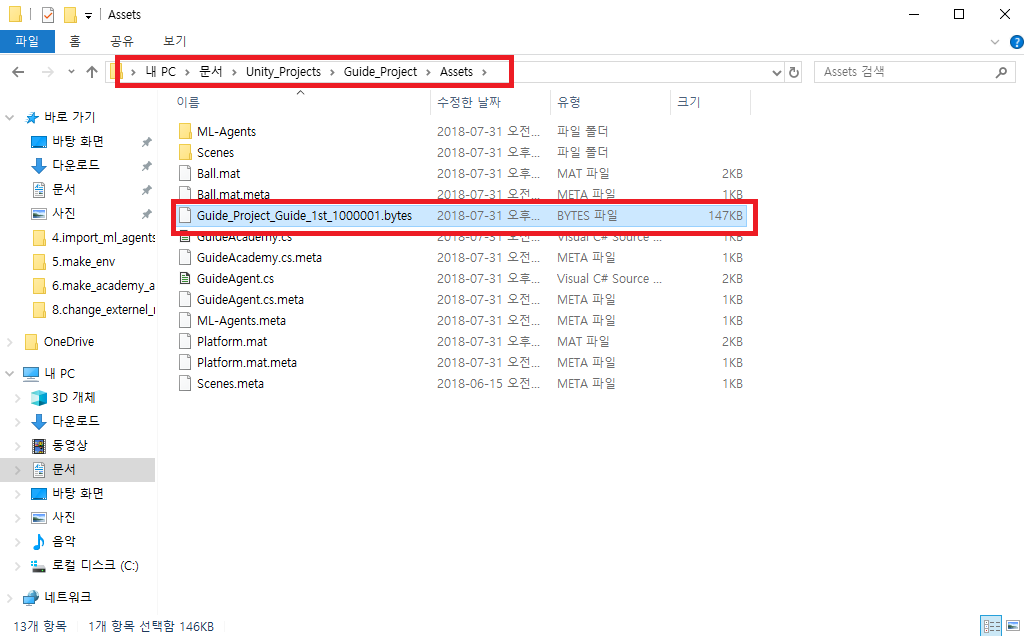 Assets
파일 홈 공유 보기
내 PC 문서 Unity_Projects Guide_Project Assets
Assets 검색
이름 수정한 날짜 유형 크기
바로 가기
바탕 화면
다운로드
문서
사진
4.import_ml_agents
5.make_env
6.make_academy_a
8.change_externel_r
OneDrive
내 PC
3D 개체
다운로드
동영상
문서
바탕 화면
사진
음악
로컬 디스크 (C:)
네트워크
ML-Agents 2018-07-31 오전... 파일 폴더
Scenes 2018-07-31 오후... 파일 폴더
Ball.mat 2018-07-31 오후... MAT 파일 2KB
Ball.mat.meta 2018-07-31 오전... META 파일 1KB
Guide_Project_Guide_1st_1000001.bytes 2018-07-31 오후... BYTES 파일 147KB
GuideAcademy.cs 2018-07-31 오전... Visual C# Source ... 1KB
GuideAcademy.cs.meta 2018-07-31 오전... META 파일 1KB
GuideAgent.cs 2018-07-31 오후... Visual C# Source ... 2KB
GuideAgent.cs.meta 2018-07-31 오전... META 파일 1KB
ML-Agents.meta 2018-07-31 오전... META 파일 1KB
Platform.mat 2018-07-31 오후... MAT 파일 2KB
Platform.mat.meta 2018-07-31 오전... META 파일 1KB
Scenes.meta 2018-06-15 오전... META 파일 1KB
13개 항목 1개 항목 선택함 146KB